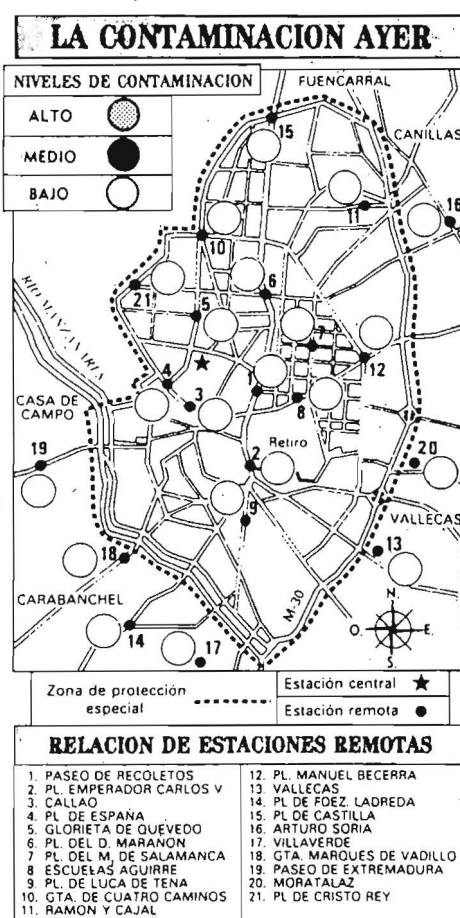 LA CONTAMINACION AYER
NIVELES DE CONTAMINACION
ALTO
MEDIO
BAJO
FUENCARRAL
CANILLAS
15
11
16
10
21
5
6
7
RIO MANZANARES
4
3
1
8
12
CASA DE
CAMPO
19
Retiro
2
20
9
VALLECAS
18
13
CARABANCHEL
14
17
M-30
N.
O.
E.
S.
Zona de protección
especial
Estación central
Estación remota
RELACION DE ESTACIONES REMOTAS
1. PASEO DE RECOLETOS
2. PL. EMPERADOR CARLOS V
3. CALLAO
4. PL DE ESPAÑA
5. GLORIETA DE QUEVEDO
6. PL. DEL D. MARAÑON
7. PL DEL M. DE SALAMANCA
8 ESCUELAS AGUIRRE
9. PL. DE LUCA DE TENA
10. GTA. DE CUATRO CAMINOS
11. RAMON Y CAJAL
12. PL. MANUEL BECERRA
13. VALLECAS
14. PL DE FDEZ. LADREDA
15. PL DE CASTILLA
16. ARTURO SORIA
17. VILLAVERDE
18. GTA. MARQUES DE VADILLO
19. PASEO DE EXTREMADURA
20. MORATALAZ
21. PL DE CRISTO REY